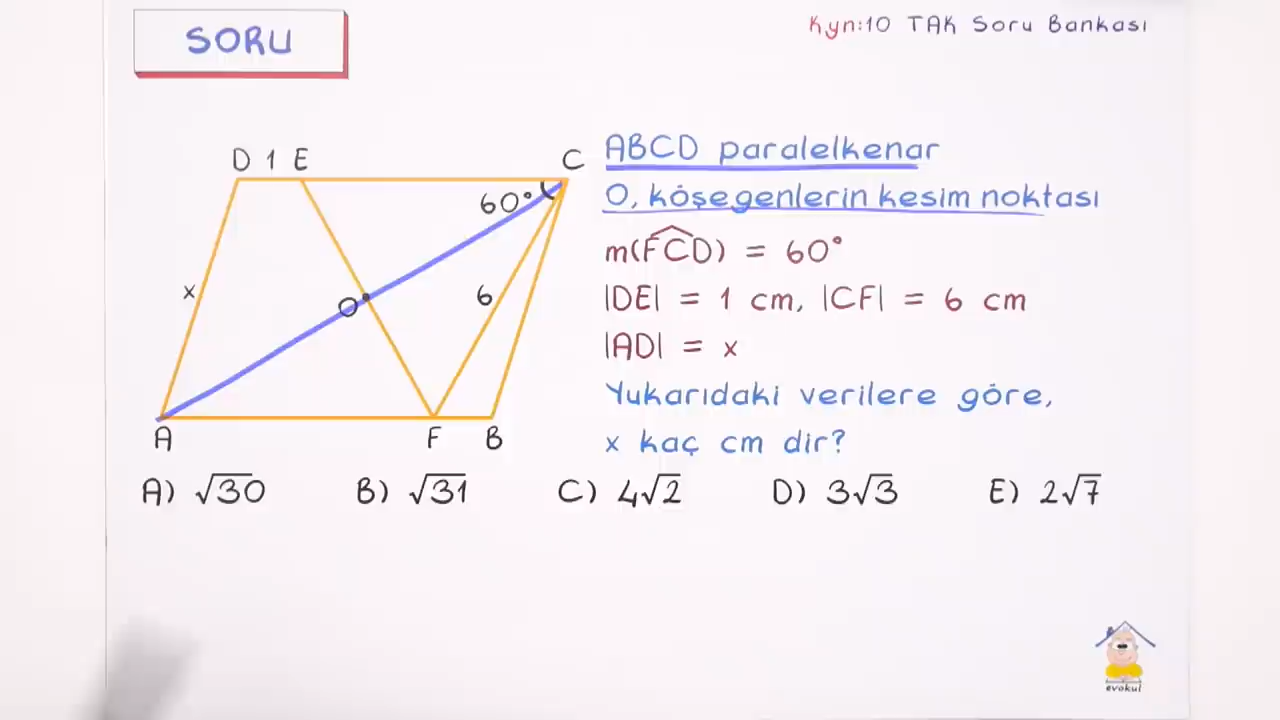 SORU
Kyn:10 TAK Soru Bankası
D 1 E C
60°
x
O
6
A F B
ABCD paralelkenar
O, köşegenlerin kesim noktası
m(FCD) = 60°
|DE| = 1 cm, |CF| = 6 cm
|AD| = x
Yukarıdaki verilere göre,
x kaç cm dir?
A) √30 B) √31 C) 4√2 D) 3√3 E) 2√7
evokul